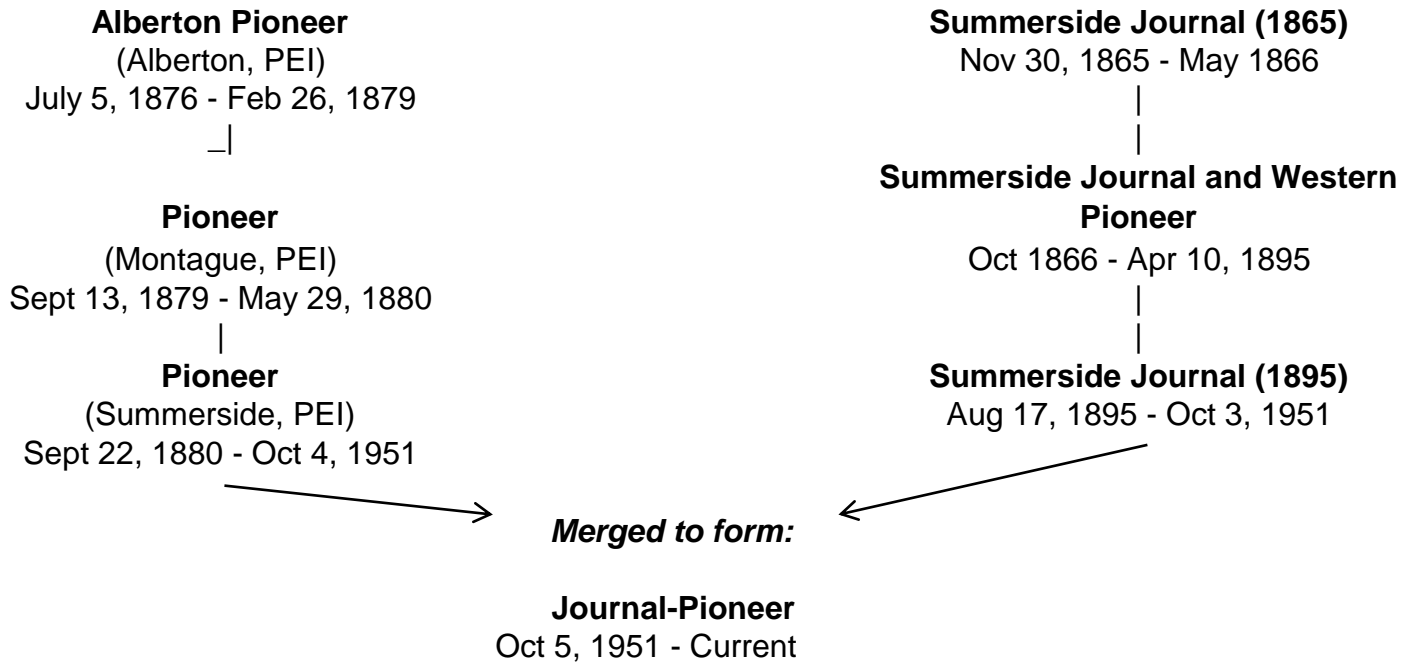 Alberton Pioneer
(Alberton, PEI)
July 5, 1876 - Feb 26, 1879
_|
Pioneer
(Montague, PEI)
Sept 13, 1879 - May 29, 1880
|
Pioneer
(Summerside, PEI)
Sept 22, 1880 - Oct 4, 1951
Summerside Journal (1865)
Nov 30, 1865 - May 1866
|
|
Summerside Journal and Western
Pioneer
Oct 1866 - Apr 10, 1895
|
|
Summerside Journal (1895)
Aug 17, 1895 - Oct 3, 1951
Merged to form:
Journal-Pioneer
Oct 5, 1951 - Current